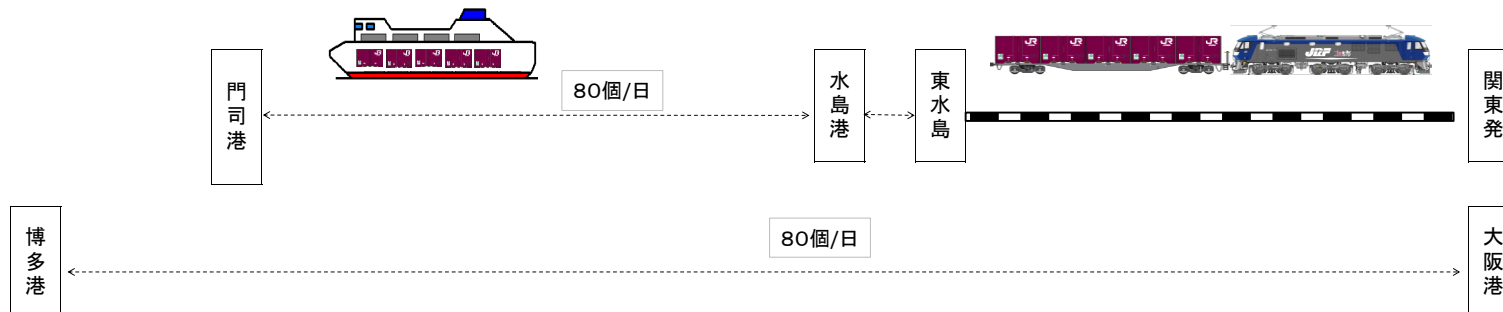 門司港
80個/日
水島港
東水島
関東発
博多港
80個/日
大阪港